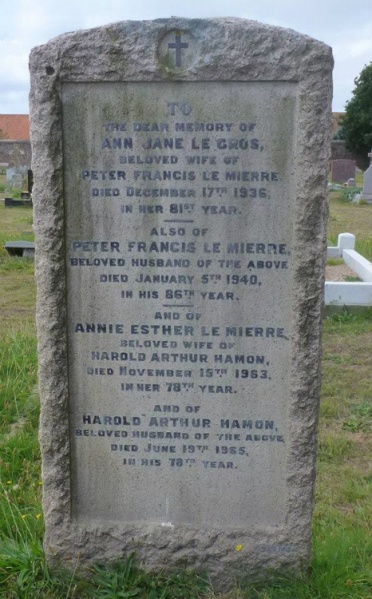 TO
THE DEAR MEMORY OF
ANN JANE LE GROS,
BELOVED WIFE OF
PETER FRANCIS LE MIERRE
DIED DECEMBER 17TH 1936,
IN HER 81ST YEAR.
ALSO OF
PETER FRANCIS LE MIERRE,
BELOVED HUSBAND OF THE ABOVE
DIED JANUARY 5TH 1940,
IN HIS 86TH YEAR.
AND OF
ANNIE ESTHER LE MIERRE,
BELOVED WIFE OF
HAROLD ARTHUR HAMON,
DIED NOVEMBER 15TH 1963,
IN HER 78TH YEAR.
AND OF
HAROLD ARTHUR HAMON,
BELOVED HUSBAND OF THE ABOVE,
DIED JUNE 19TH 1965,
IN HIS 78TH YEAR.